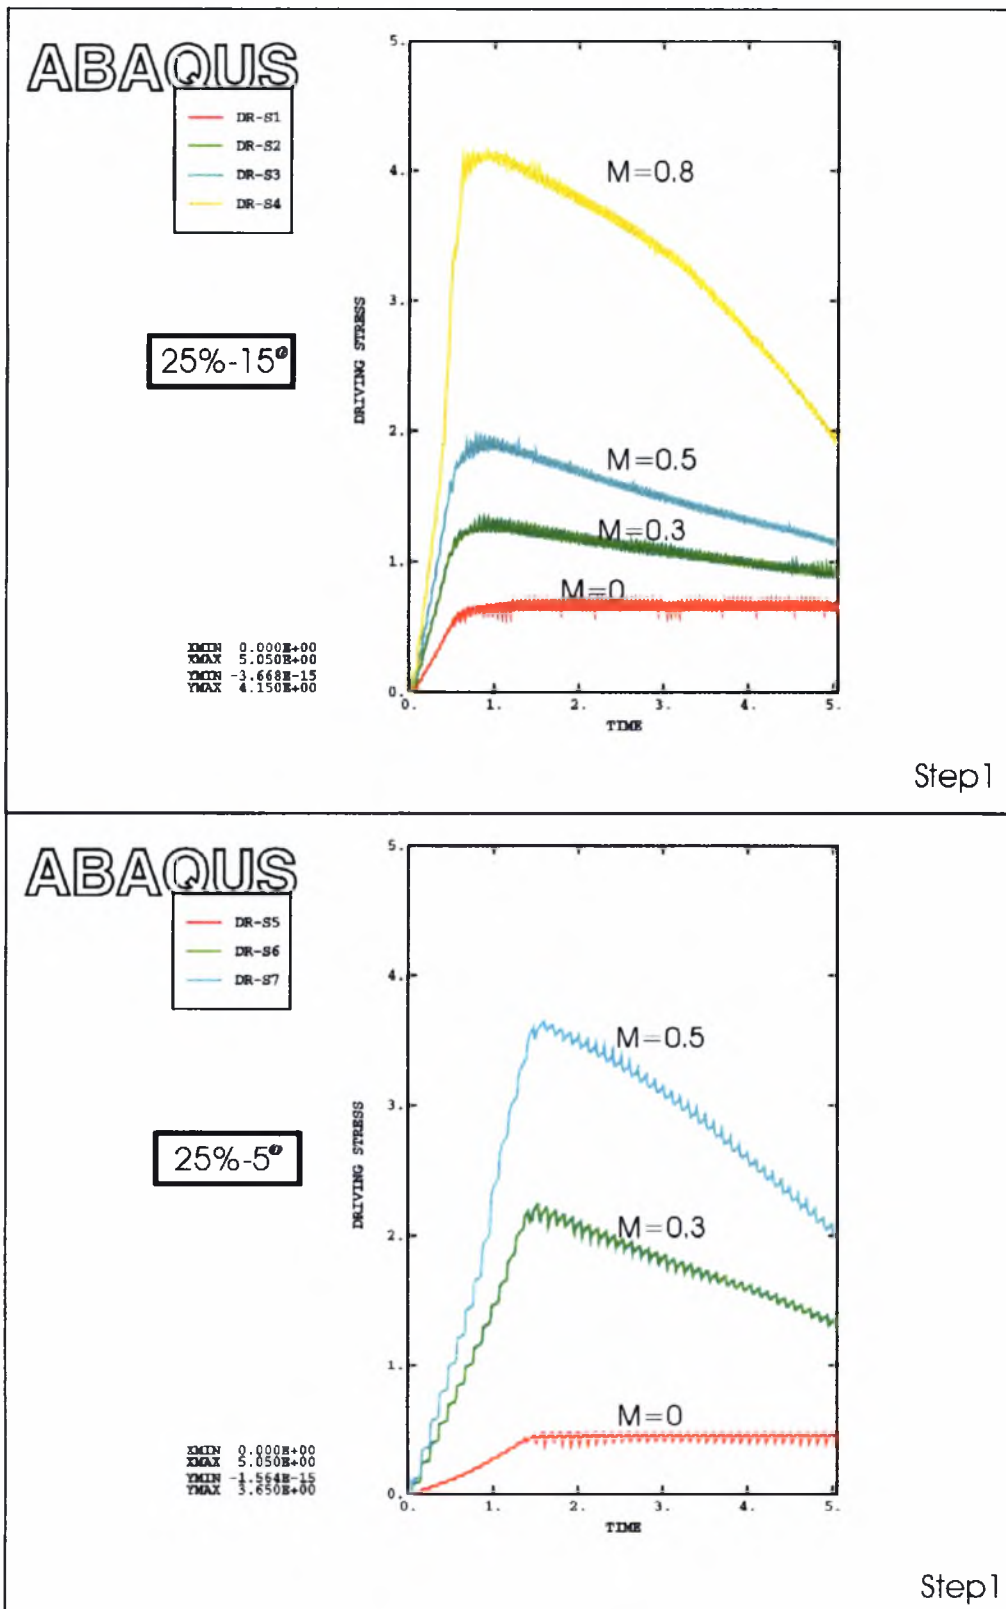 ABAQUS
DR-S1
DR-S2
DR-S3
DR-S4
25%-15°
XMIN 0.000E+00
XMAX 5.050E+00
YMIN -3.668E-15
YMAX 4.150E+00
DRIVING STRESS
5.
4.
3.
2.
1.
0.
M=0.8
M=0.5
M=0.3
M=0
0. 1. 2. 3. 4. 5.
TIME
Step1
ABAQUS
DR-S5
DR-S6
DR-S7
25%-5°
XMIN 0.000E+00
XMAX 5.050E+00
YMIN -1.564E-15
YMAX 3.650E+00
DRIVING STRESS
5.
4.
3.
2.
1.
0.
M=0.5
M=0.3
M=0
0. 1. 2. 3. 4. 5.
TIME
Step1